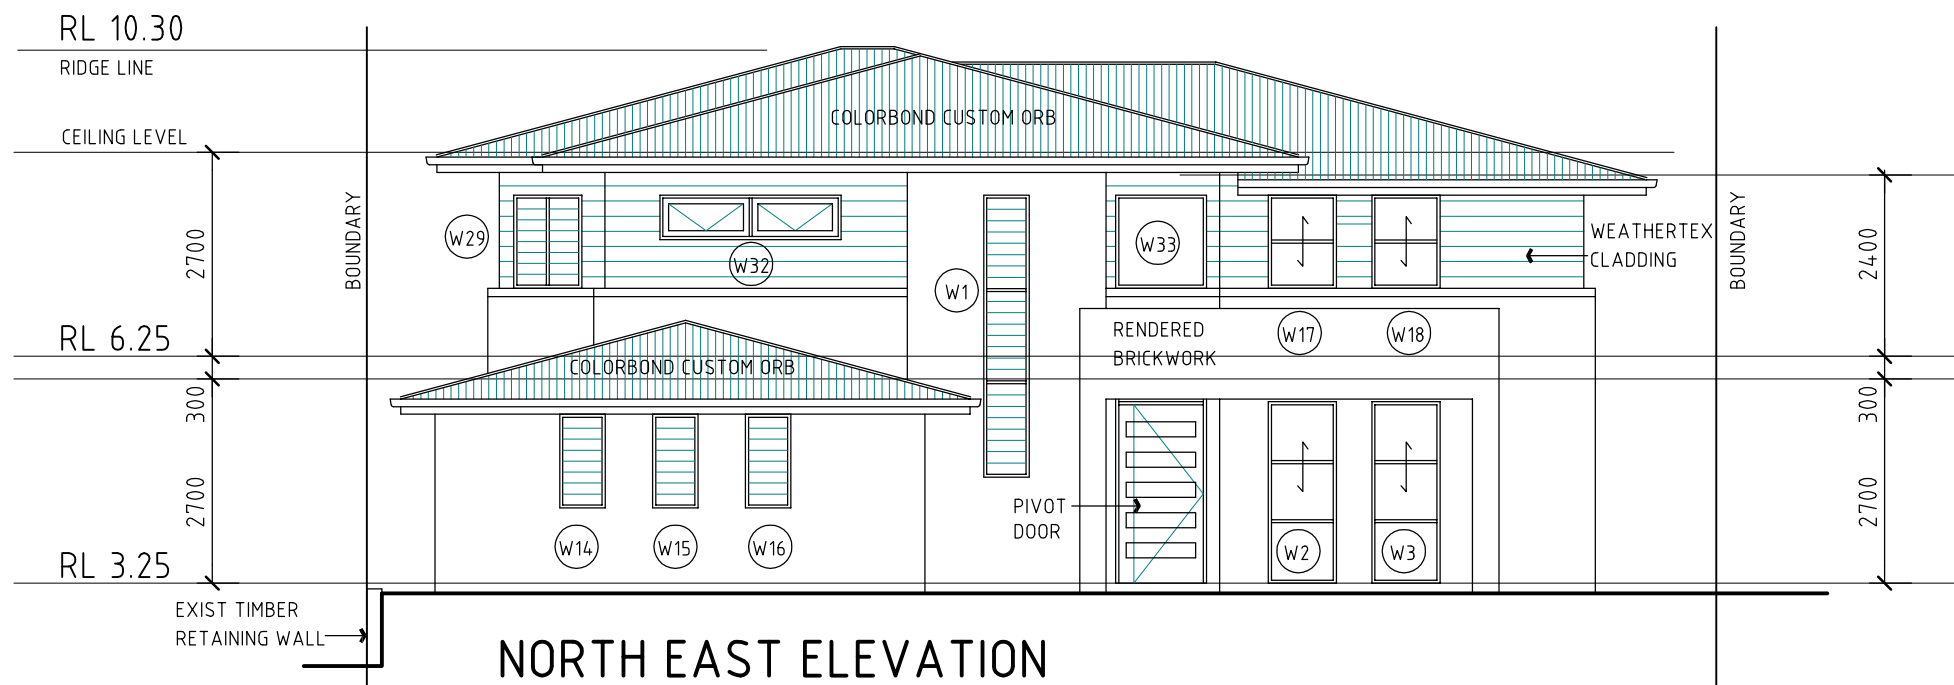 RL 10.30
RIDGE LINE
CEILING LEVEL
COLORBOND CUSTOM ORB
BOUNDARY
BOUNDARY
W29
W32
W1
W33
WEATHERTEX
CLADDING
2700
2400
RL 6.25
RENDERED
BRICKWORK
W17
W18
COLORBOND CUSTOM ORB
300
300
2700
2700
PIVOT
DOOR
W14
W15
W16
W2
W3
RL 3.25
EXIST TIMBER
RETAINING WALL
NORTH EAST ELEVATION